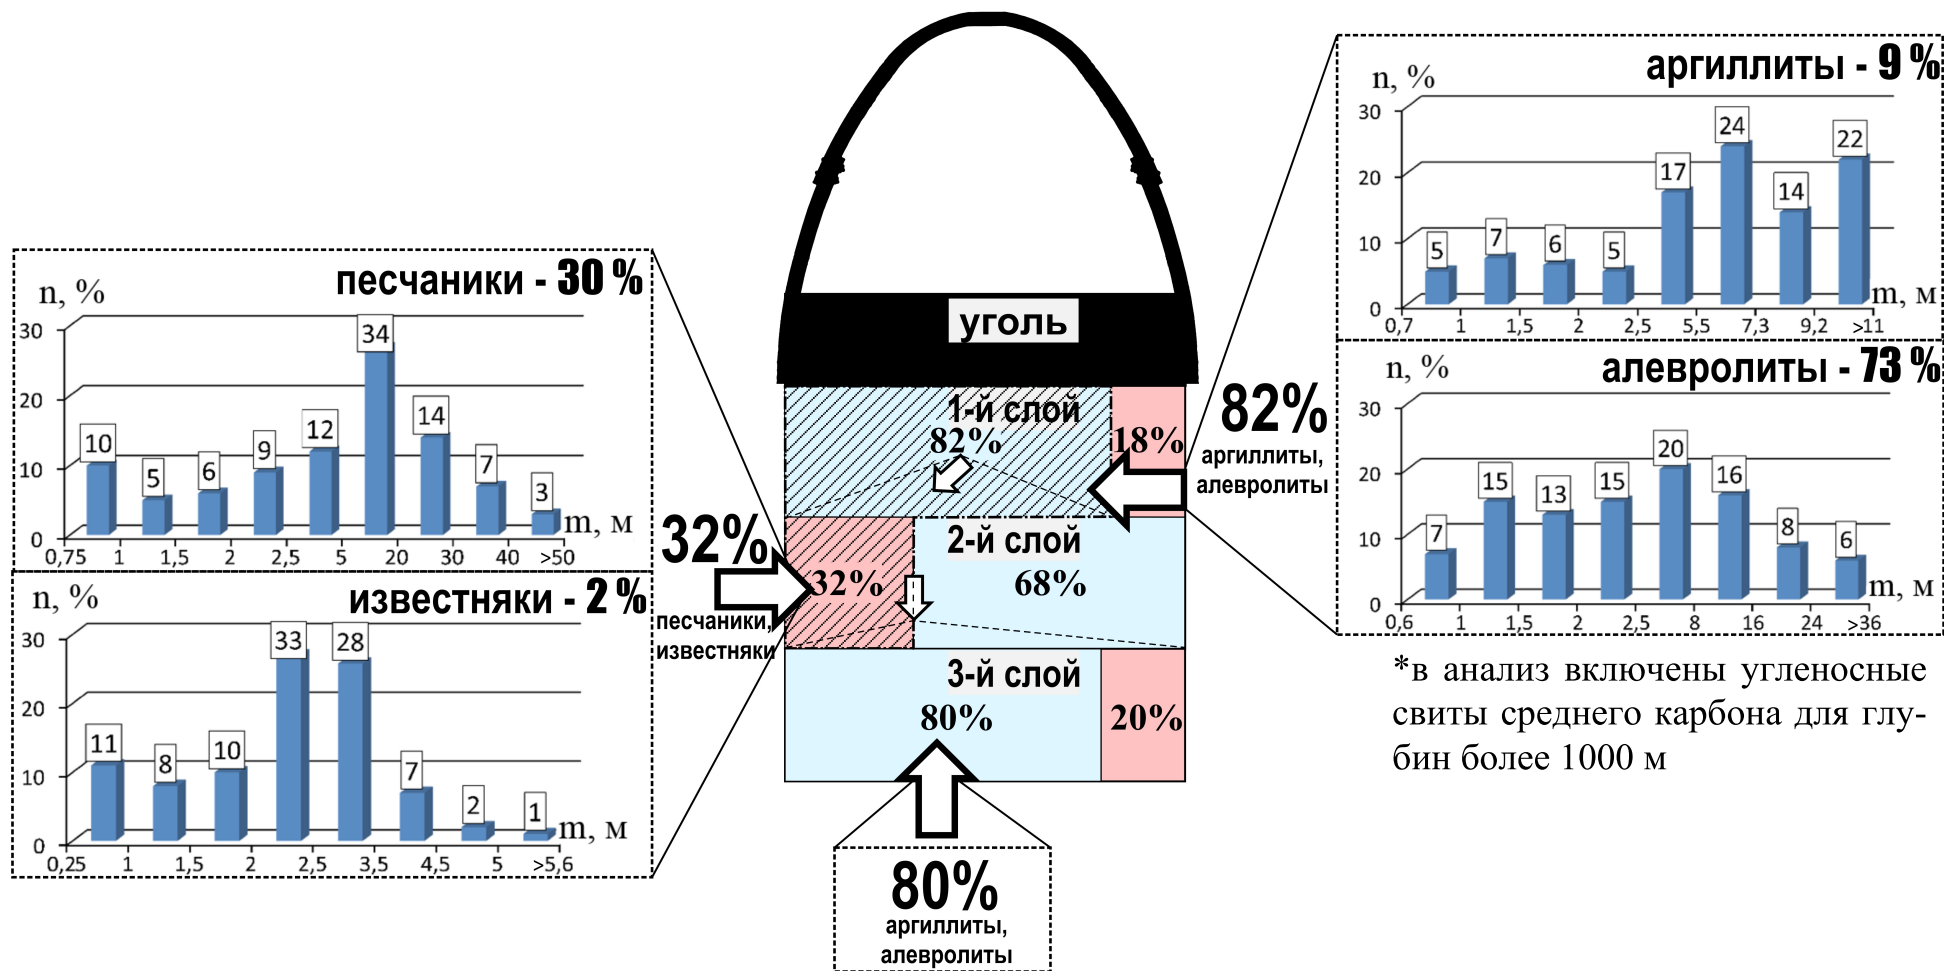 песчаники - 30 %
n, %
30
20
10
0
10
5
6
9
12
34
14
7
3
m, м
0,75 1 1,5 2 2,5 5 20 30 40 >50
известняки - 2 %
n, %
30
20
10
0
11
8
10
33
28
7
2
1
m, м
0,25 1 1,5 2 2,5 3,5 4,5 5 >5,6
32%
песчаники,
известняки
уголь
1-й слой
82%
18%
2-й слой
32%
68%
3-й слой
80%
20%
80%
аргиллиты,
алевролиты
82%
аргиллиты,
алевролиты
аргиллиты - 9 %
n, %
30
20
10
0
5
7
6
5
17
24
14
22
m, м
0,7 1 1,5 2 2,5 5,5 7,3 9,2 >11
алевролиты - 73 %
n, %
30
20
10
0
7
15
13
15
20
16
8
6
m, м
0,6 1 1,5 2 2,5 8 16 24 >36
*в анализ включены угленосные
свиты среднего карбона для глу-
бин более 1000 м